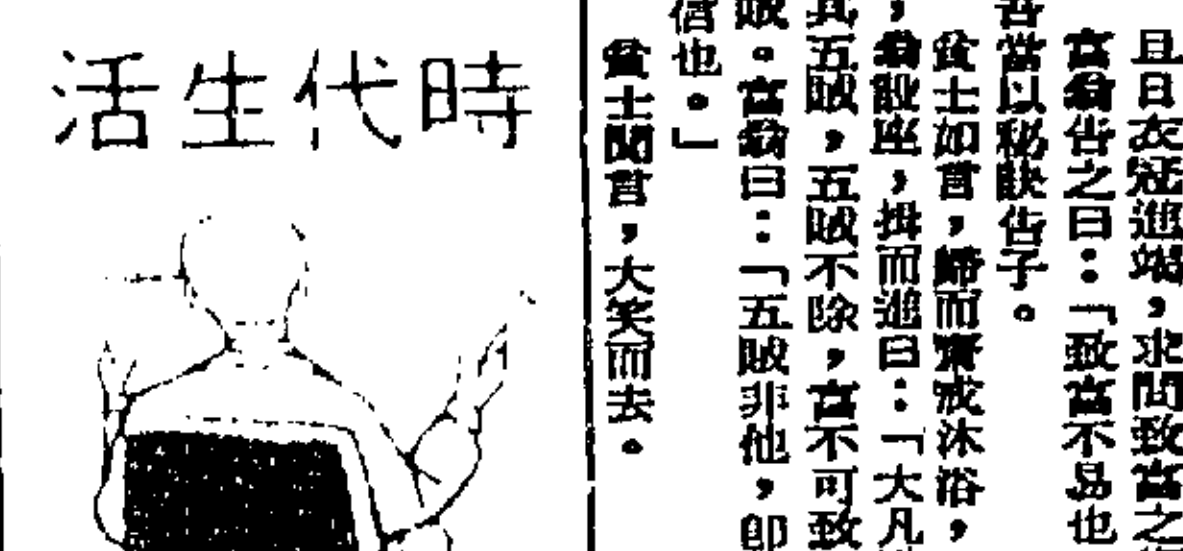 且日衣冠進竭，求問致富之
富翁告之曰：「致富不易也
吾當以秘訣告子。
貧士如言，歸而齋戒沐浴，
，翁設座，揖而進曰：「大凡
其五賊，五賊不除，富不可致
賊。富翁曰：「五賊非他，卽
信也。」
貧士聞言，大笑而去。
時代生活